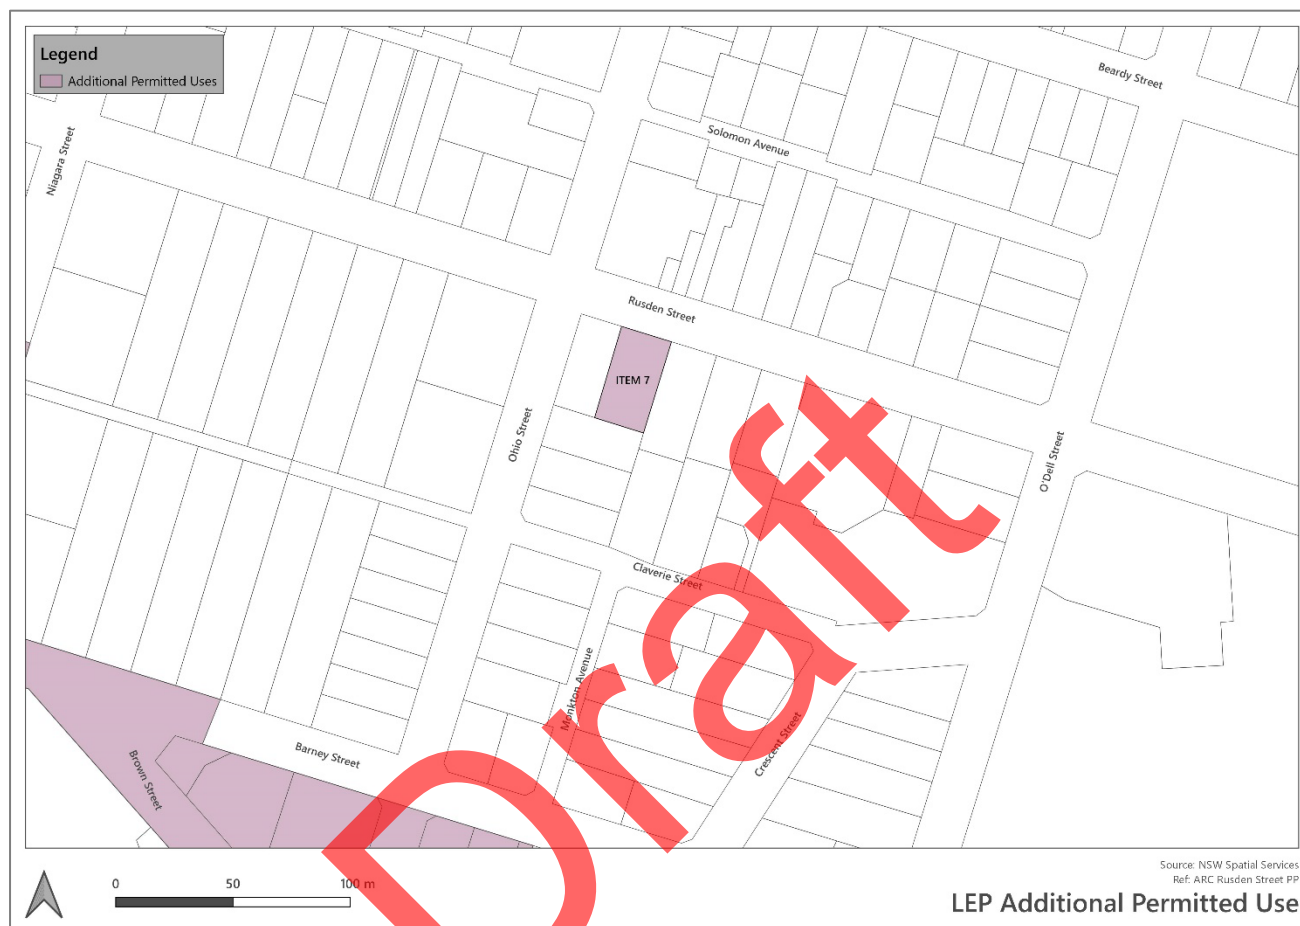 Legend
Additional Permitted Uses
Beardy Street
Solomon Avenue
Niagara Street
Rusden Street
ITEM 7
Ohio Street
O'Dell Street
Claverie Street
Monkton Avenue
Crescent Street
Barney Street
Brown Street
Draft
0 50 100 m
Source: NSW Spatial Services
Ref: ARC Rusden Street PP
LEP Additional Permitted Use